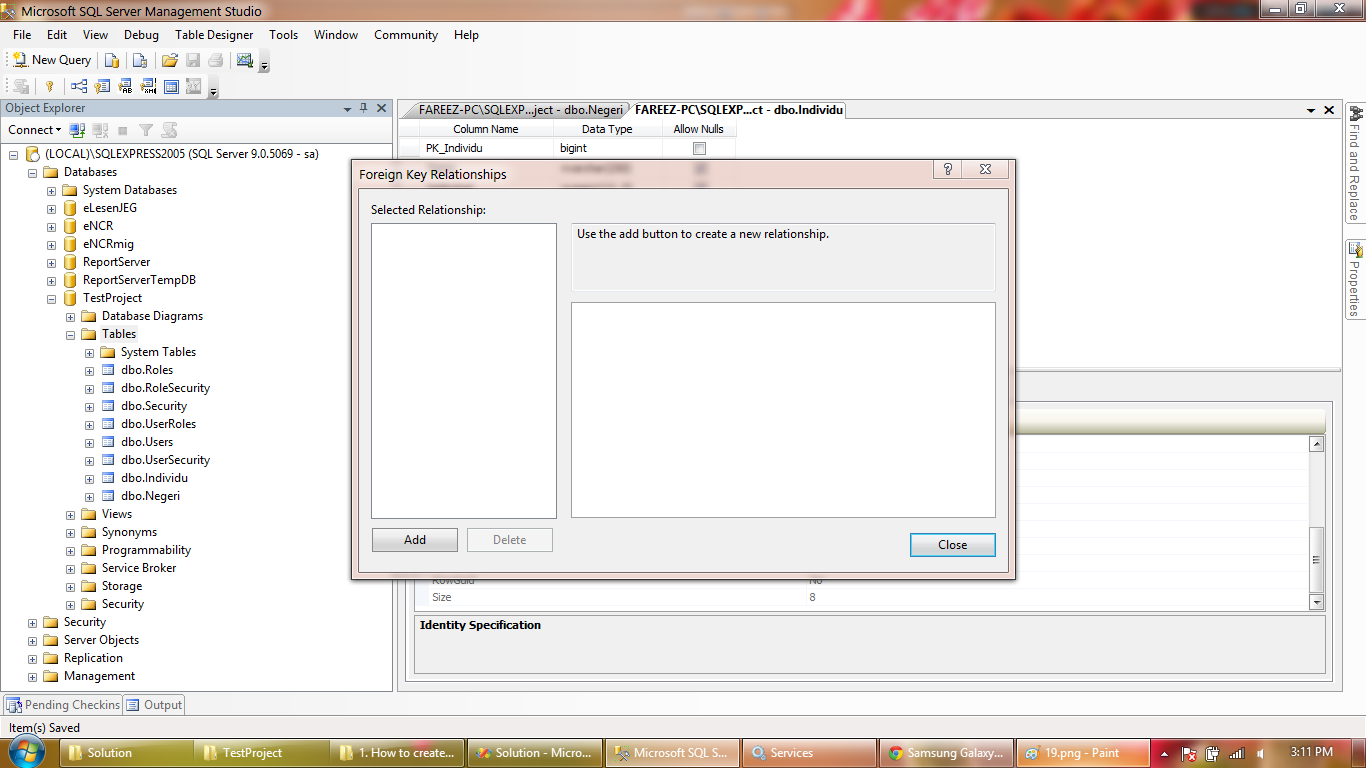 Microsoft SQL Server Management Studio
File Edit View Debug Table Designer Tools Window Community Help
New Query
Object Explorer
Connect
(LOCAL)\SQLEXPRESS2005 (SQL Server 9.0.5069 - sa)
Databases
System Databases
eLesenJEG
eNCR
eNCRmig
ReportServer
ReportServerTempDB
TestProject
Database Diagrams
Tables
System Tables
dbo.Roles
dbo.RoleSecurity
dbo.Security
dbo.UserRoles
dbo.Users
dbo.UserSecurity
dbo.Individu
dbo.Negeri
Views
Synonyms
Programmability
Service Broker
Storage
Security
Security
Server Objects
Replication
Management
FAREEZ-PC\SQLEXP...ject - dbo.Negeri FAREEZ-PC\SQLEXP...ct - dbo.Individu
Column Name Data Type Allow Nulls
PK_Individu bigint
Foreign Key Relationships
Selected Relationship:
Use the add button to create a new relationship.
Add Delete Close
RowGuid No
Size 8
Identity Specification
Find and Replace
Properties
Pending Checkins Output
Item(s) Saved
Solution TestProject 1. How to create... Solution - Micro... Microsoft SQL S... Services Samsung Galaxy... 19.png - Paint 3:11 PM